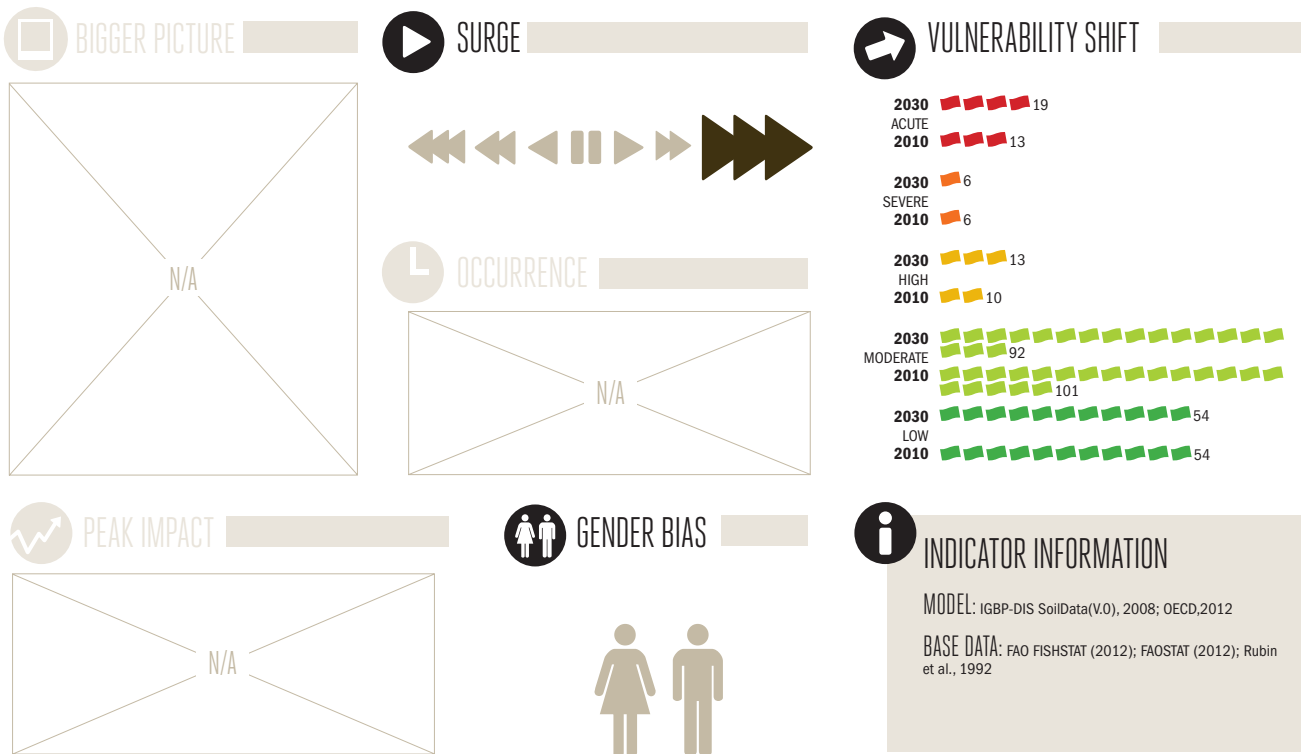 BIGGER PICTURE
N/A
SURGE
OCCURRENCE
N/A
VULNERABILITY SHIFT
2030 19
ACUTE
2010 13
2030 6
SEVERE
2010 6
2030 13
HIGH
2010 10
2030
MODERATE 92
2010
101
2030 54
LOW
2010 54
PEAK IMPACT
N/A
GENDER BIAS
INDICATOR INFORMATION
MODEL: IGBP-DIS SoilData(V.0), 2008; OECD,2012
BASE DATA: FAO FISHSTAT (2012); FAOSTAT (2012); Rubin
et al., 1992